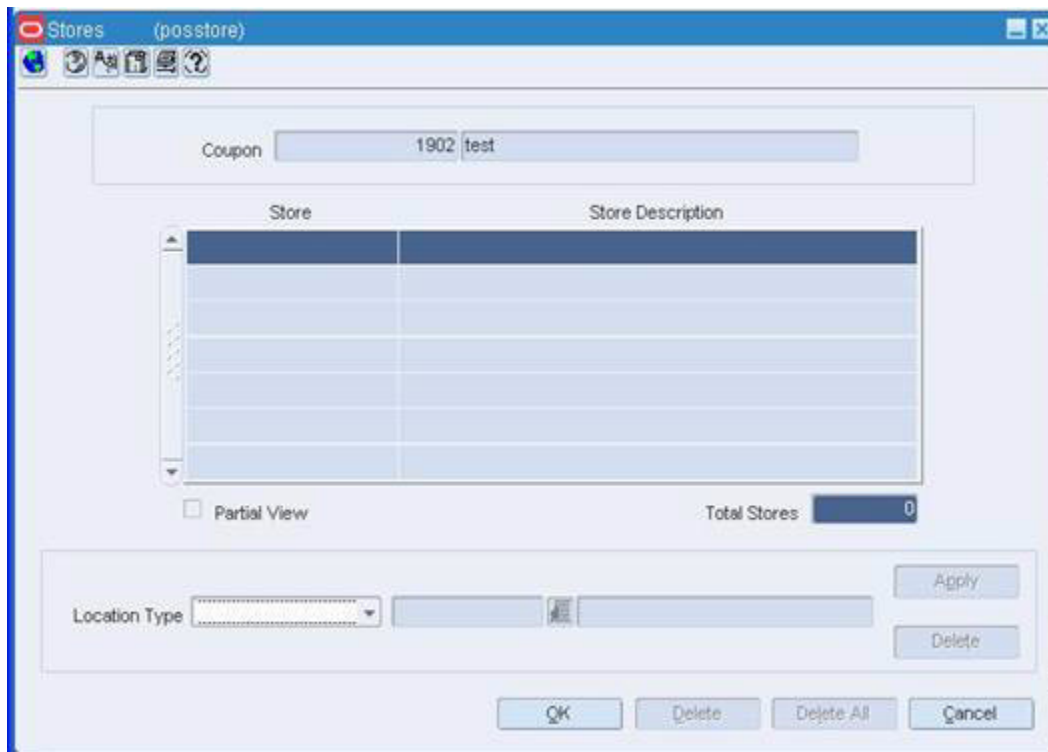 Stores (posstore)
Coupon 1902 test
Store Store Description
Partial View Total Stores 0
Apply
Location Type
Delete
OK Delete Delete All Cancel